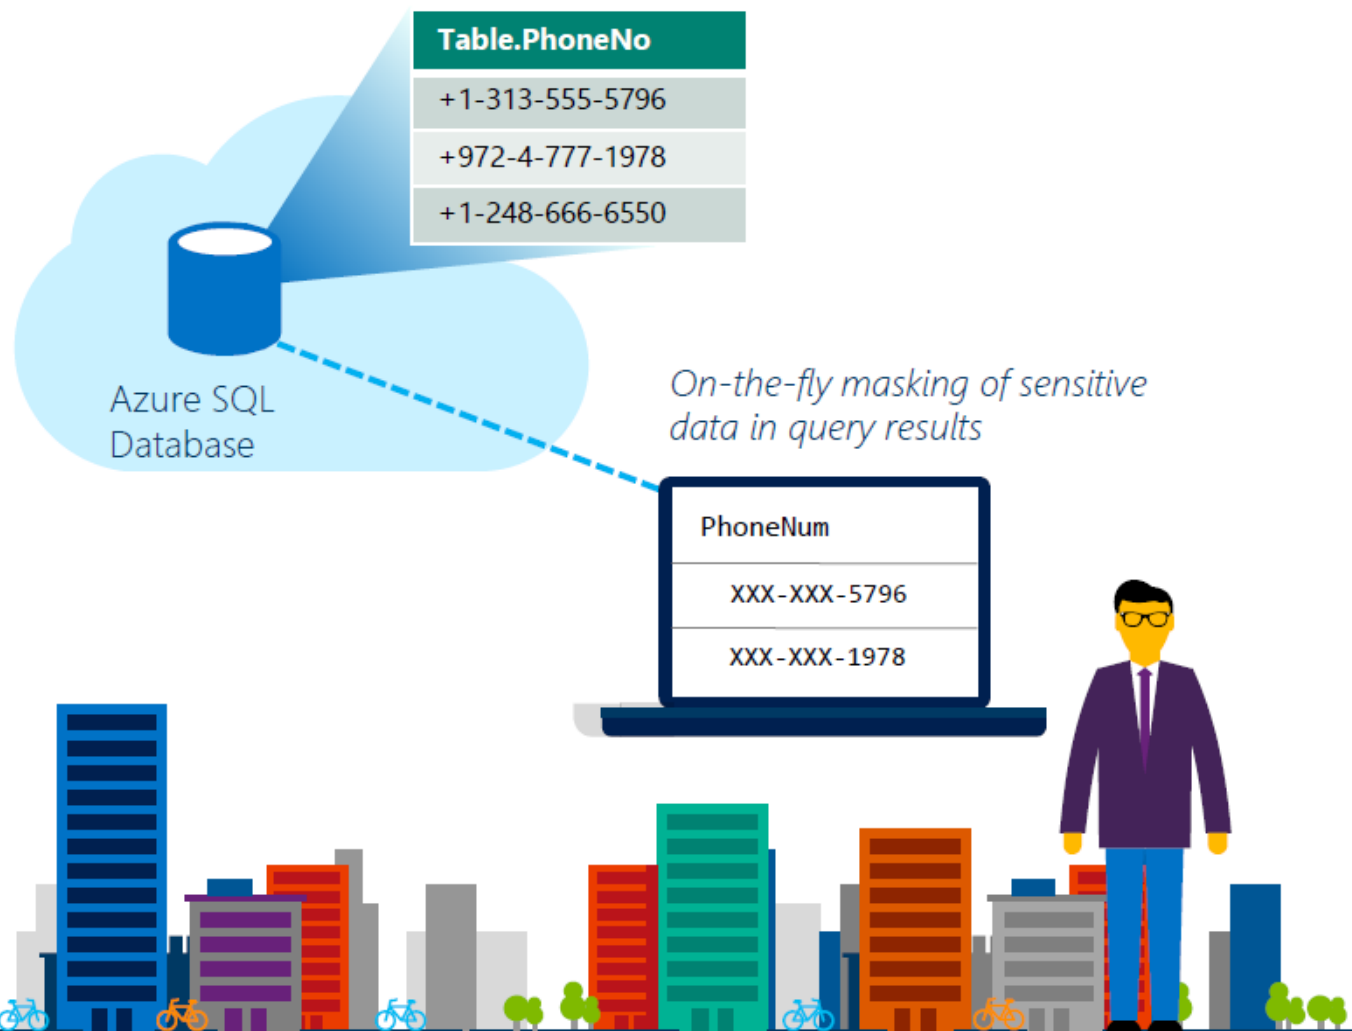 Table.PhoneNo
+1-313-555-5796
+972-4-777-1978
+1-248-666-6550
Azure SQL
Database
On-the-fly masking of sensitive
data in query results
PhoneNum
XXX-XXX-5796
XXX-XXX-1978